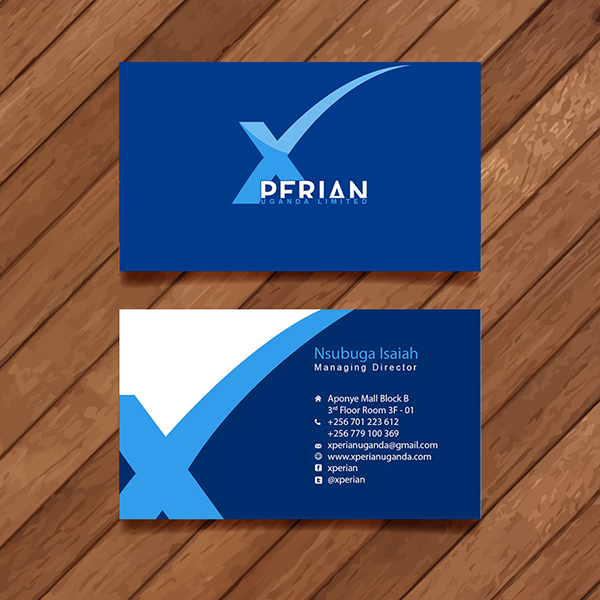 XPERIAN
UGANDA LIMITED
Nsubuga Isaiah
Managing Director
Aponye Mall Block B
3rd Floor Room 3F - 01
+256 701 223 612
+256 779 100 369
xperianuganda@gmail.com
www.xperianuganda.com
xperian
@xperian